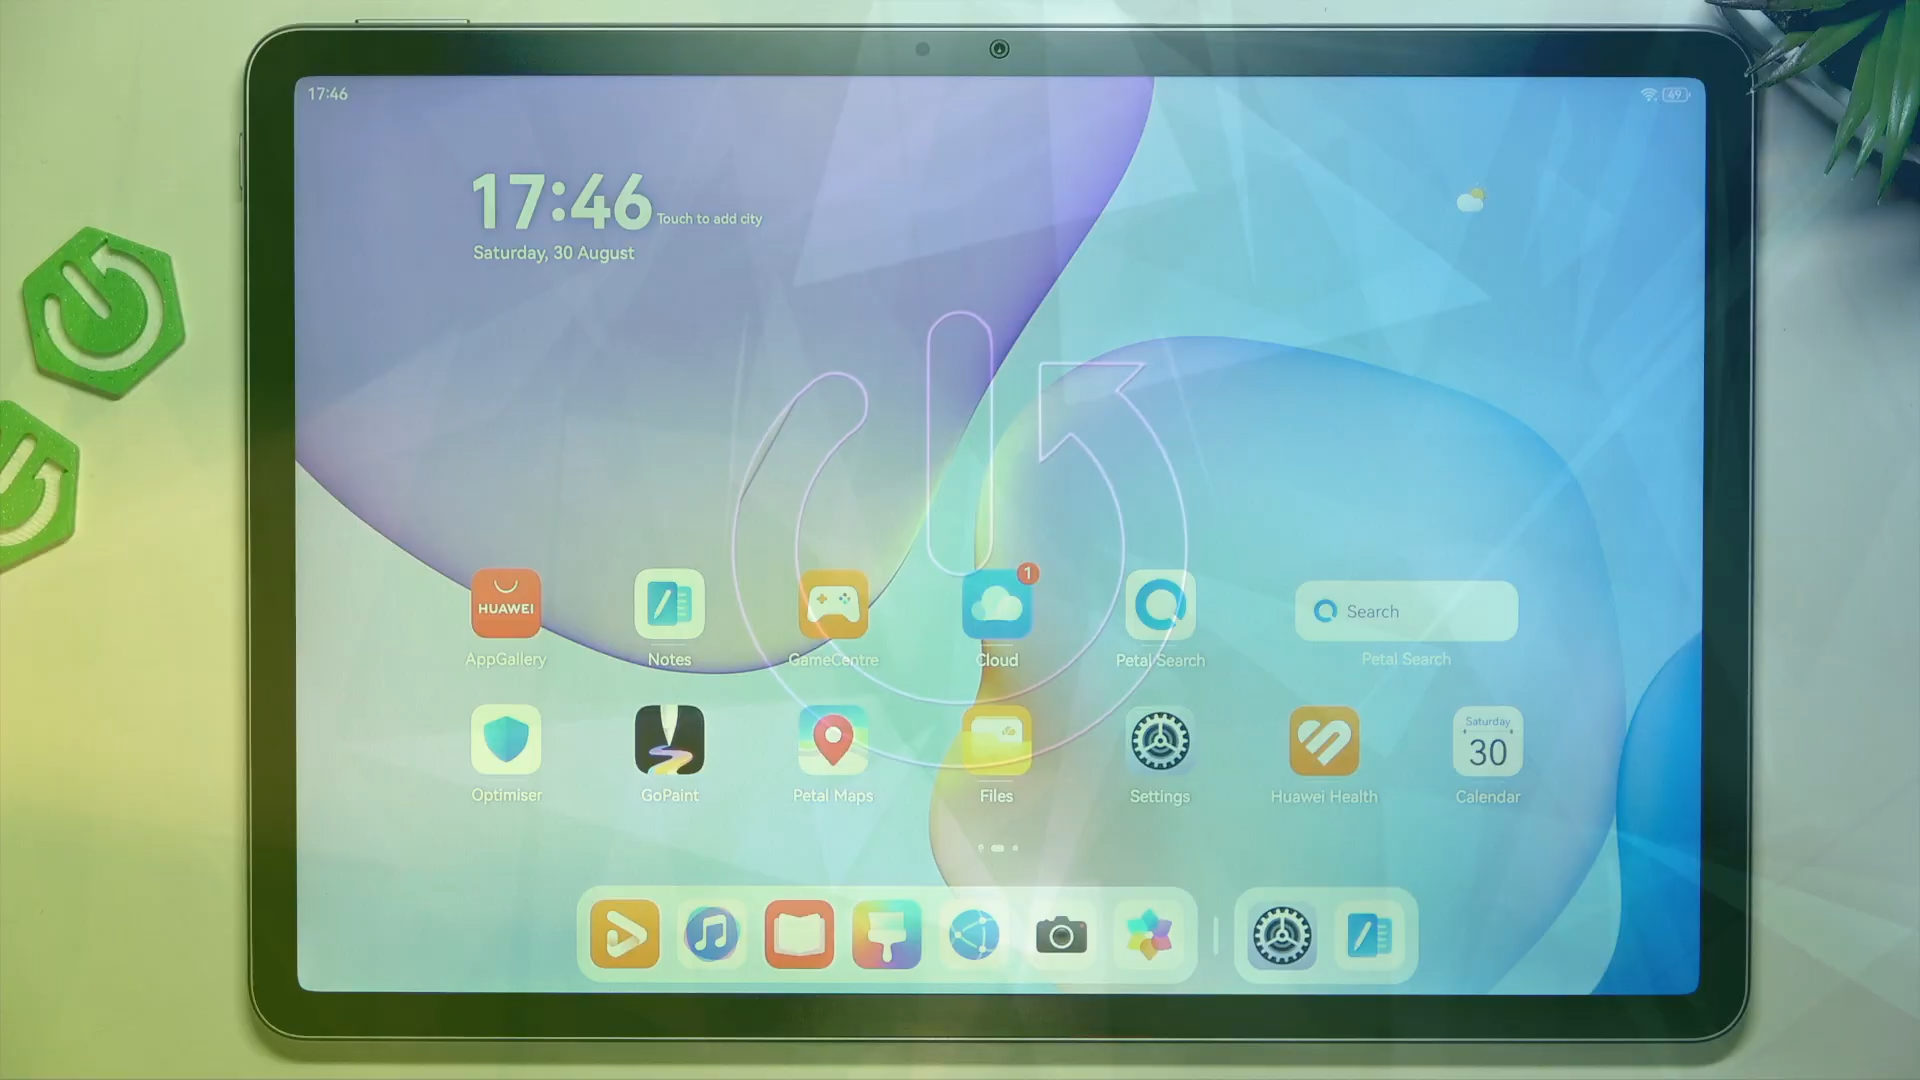 17:46
49
17:46 Touch to add city
Saturday, 30 August
HUAWEI
AppGallery
Notes
GameCentre
1
Cloud
Petal Search
Search
Petal Search
Optimiser
GoPaint
Petal Maps
Files
Settings
Huawei Health
Saturday
30
Calendar